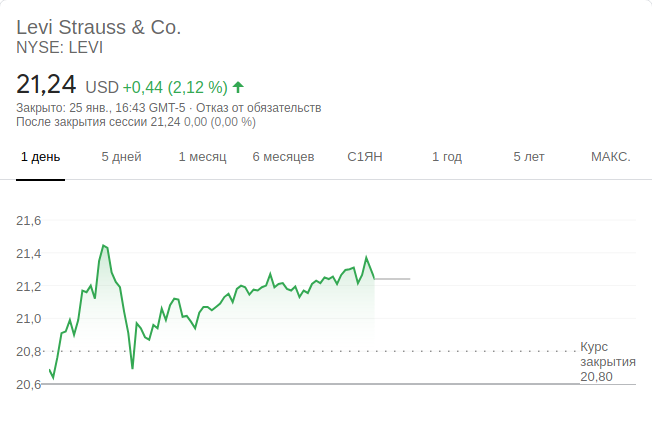 Levi Strauss & Co.
NYSE: LEVI
21,24 USD +0,44 (2,12 %)
Закрыто: 25 янв., 16:43 GMT-5 · Отказ от обязательств
После закрытия сессии 21,24 0,00 (0,00 %)
1 день 5 дней 1 месяц 6 месяцев С1ЯН 1 год 5 лет МАКС.
21,6
21,4
21,2
21,0
20,8
20,6
Курс
закрытия
20,80